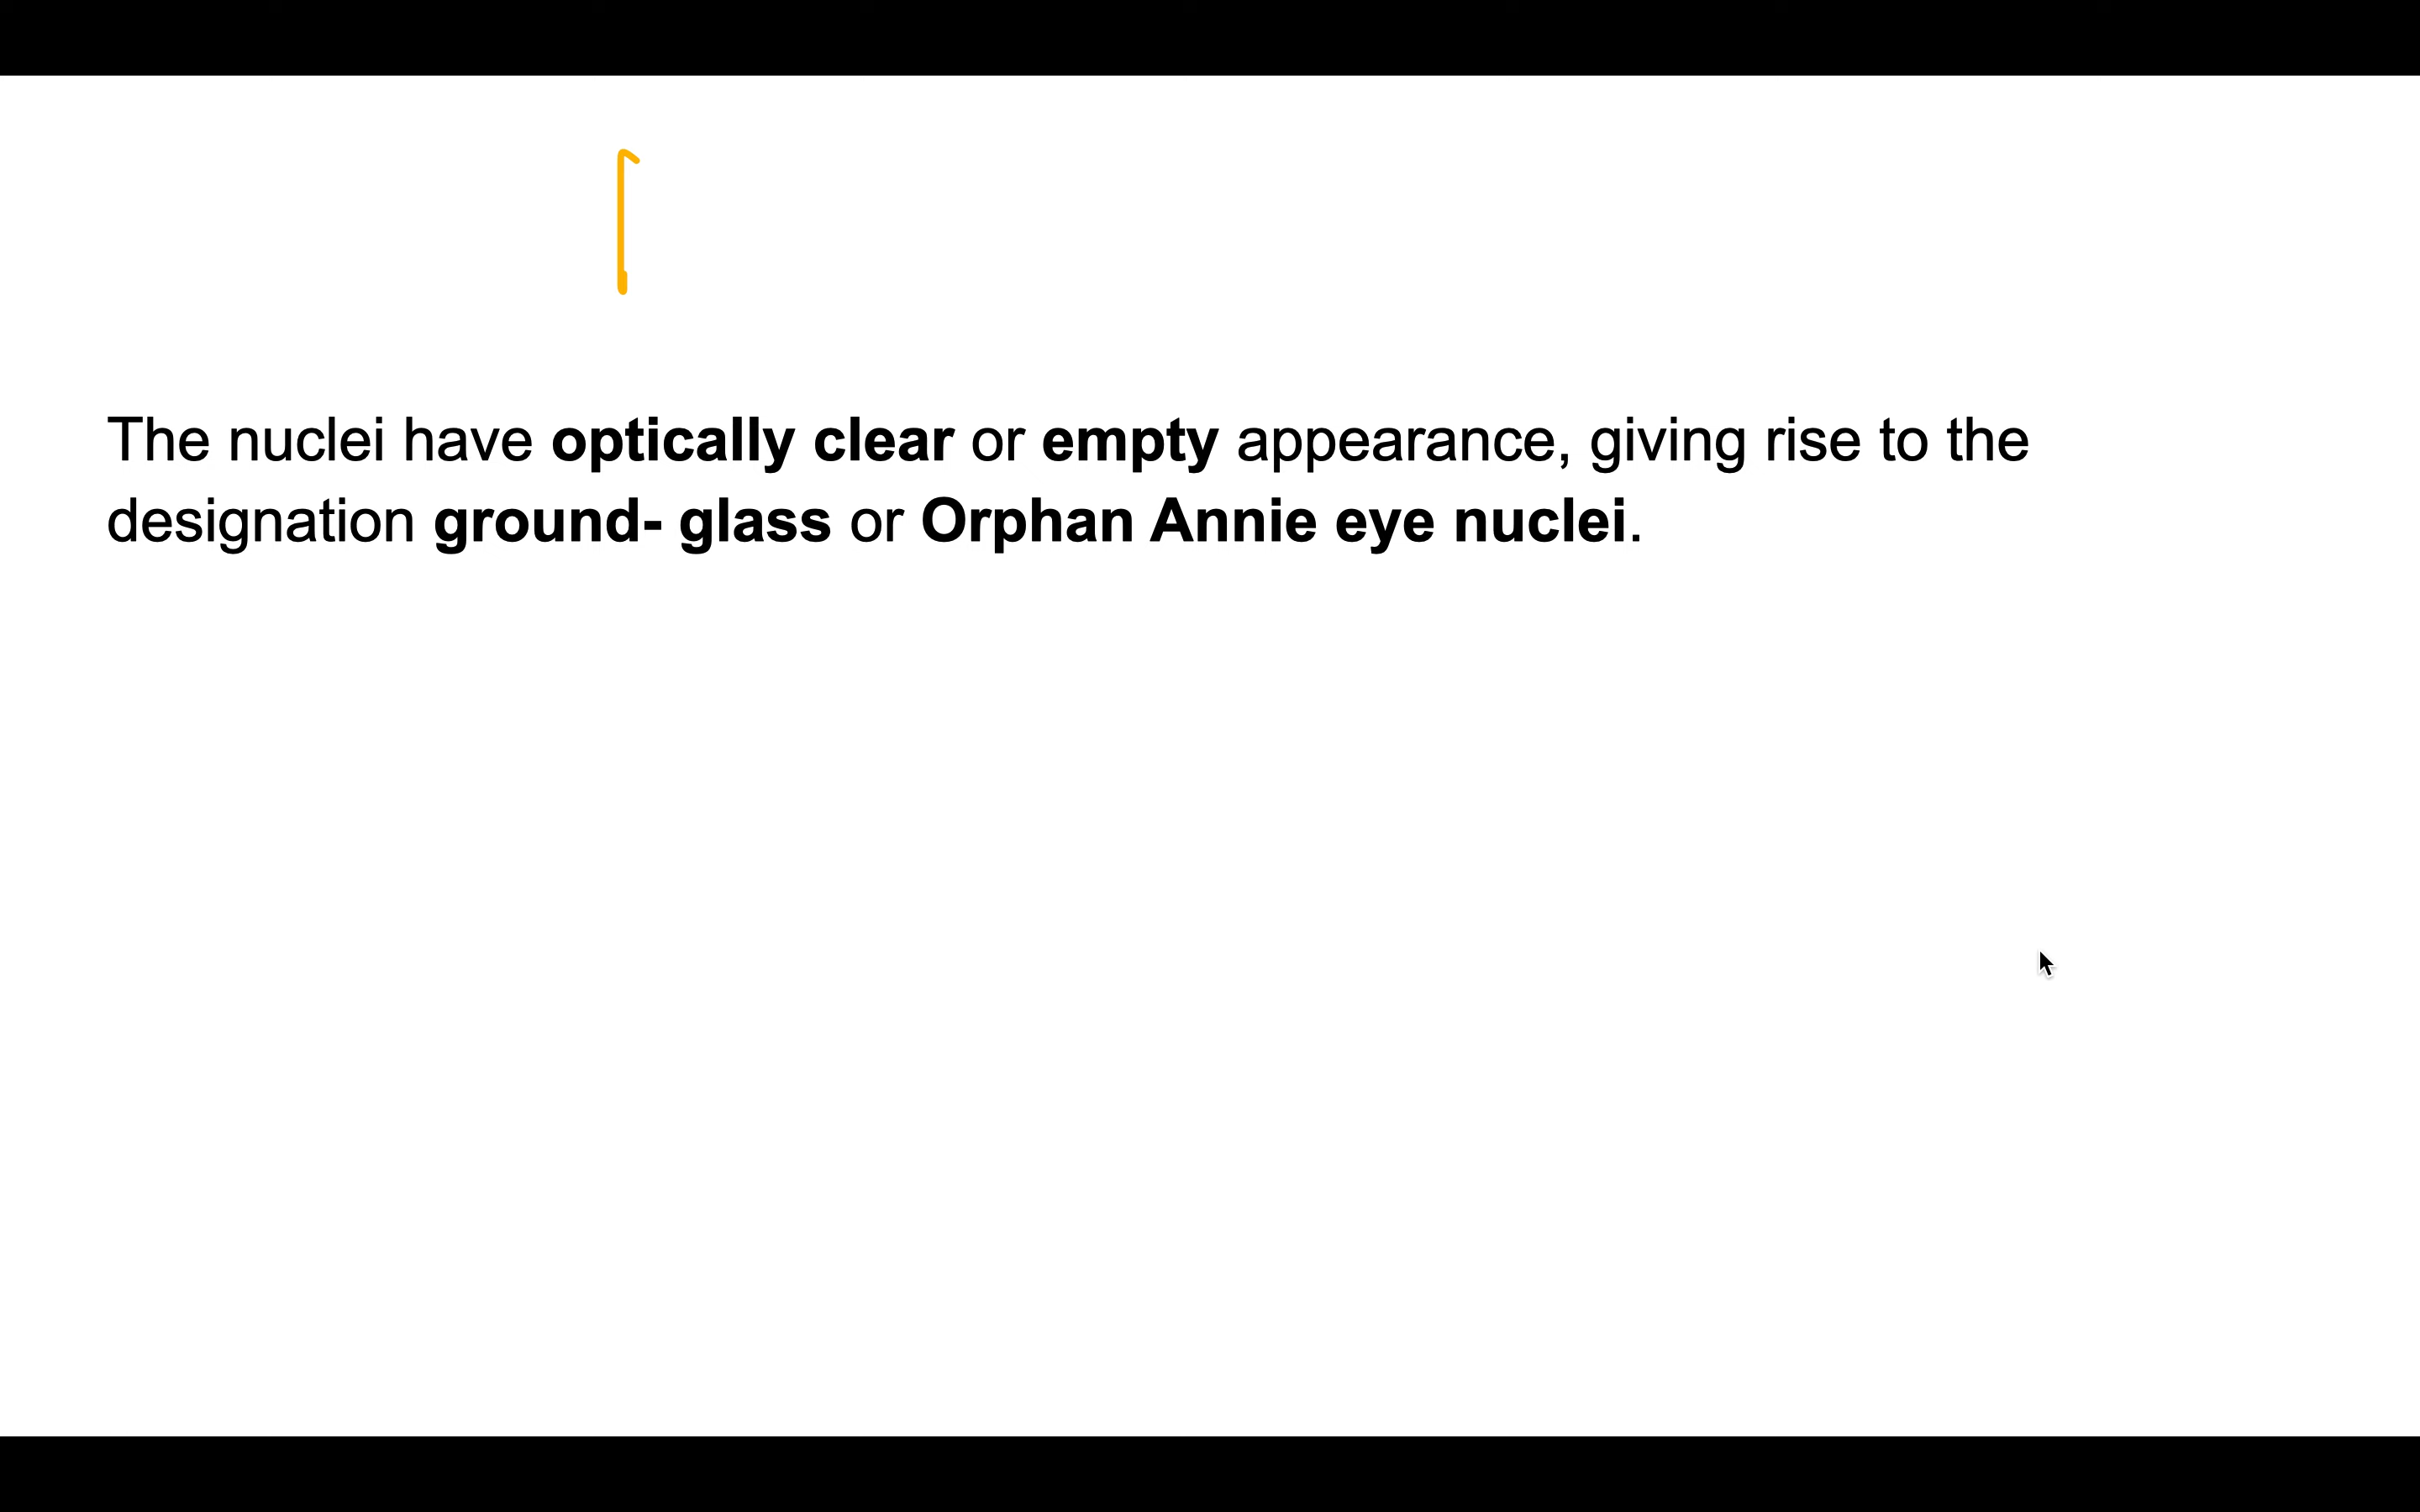 The nuclei have optically clear or empty appearance, giving rise to the
designation ground- glass or Orphan Annie eye nuclei.